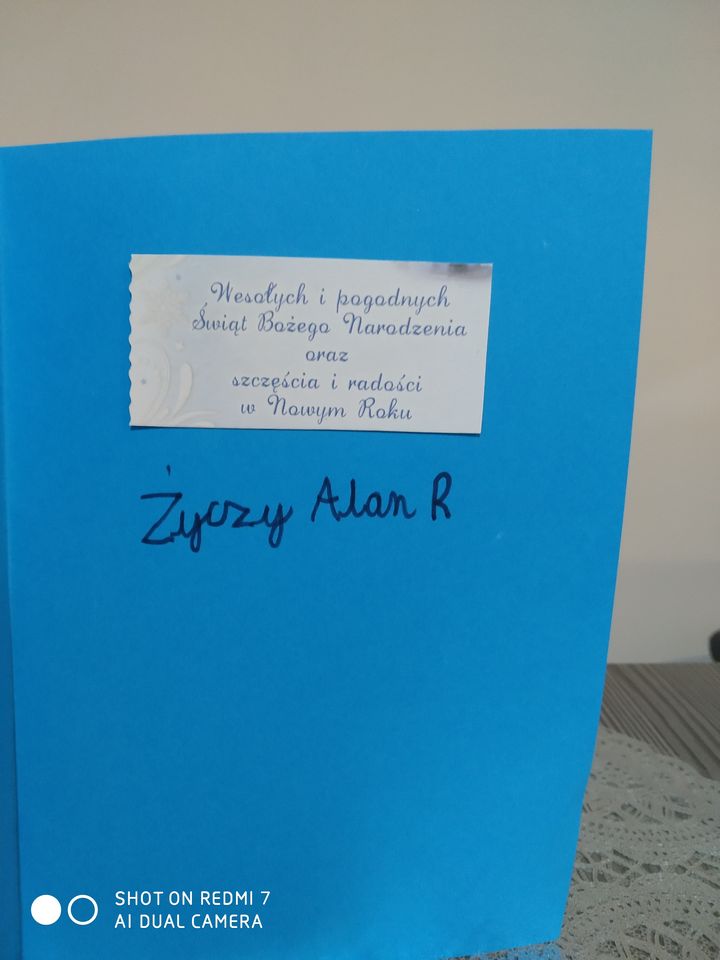 Wesołych i pogodnych
Świąt Bożego Narodzenia
oraz
szczęścia i radości
w Nowym Roku
Życzy Alan R
SHOT ON REDMI 7
AI DUAL CAMERA